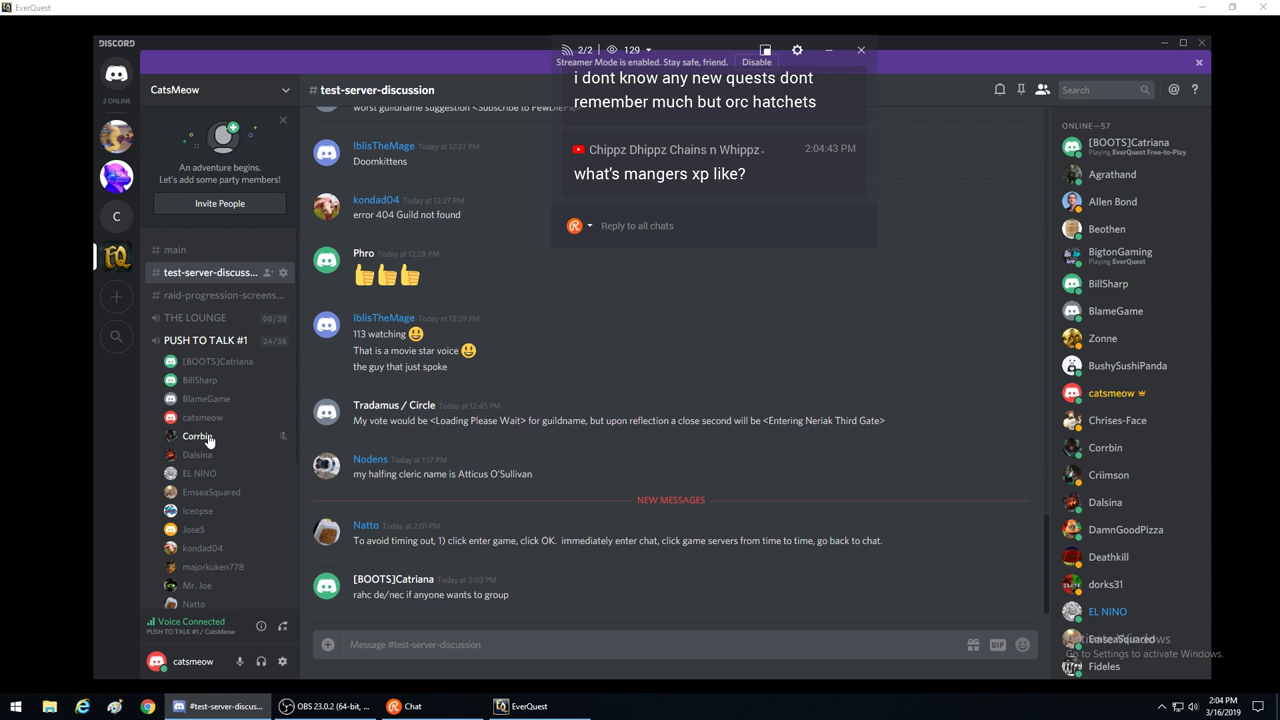 EverQuest
DISCORD
2 ONLINE
C
CatsMeow
An adventure begins.
Let's add some party members!
Invite People
# main
test-server-discuss...
# raid-progression-screens...
THE LOUNGE 00/39
PUSH TO TALK #1 24/36
[BOOTS]Catriana
BillSharp
BlameGame
catsmeow
Corrbin
Dalsina
EL NINO
EmseaSquared
Iceopse
JoseS
kondad04
majorkuken778
Mr. Joe
Natto
Voice Connected
PUSH TO TALK #1 / CatsMeow
catsmeow
# test-server-discussion
worst guildname suggestion <Subscribe to PewDiePie
IblisTheMage Today at 12:27 PM
Doomkittens
kondad04 Today at 12:27 PM
error 404 Guild not found
Phro Today at 12:28 PM
IblisTheMage Today at 12:29 PM
113 watching
That is a movie star voice
the guy that just spoke
Tradamus / Circle Today at 12:45 PM
My vote would be <Loading Please Wait> for guildname, but upon reflection a close second will be <Entering Neriak Third Gate>
Nodens Today at 1:17 PM
my halfing cleric name is Atticus O'Sullivan
NEW MESSAGES
Natto Today at 2:01 PM
To avoid timing out, 1) click enter game, click OK. immediately enter chat, click game servers from time to time, go back to chat.
[BOOTS]Catriana Today at 2:03 PM
rahc de/nec if anyone wants to group
Message #test-server-discussion
GIF
2/2 | 129
Streamer Mode is enabled. Stay safe, friend. Disable
i dont know any new quests dont
remember much but orc hatchets
Chippz Dhippz Chains n Whippz 2:04:43 PM
what's mangers xp like?
Reply to all chats
Search
ONLINE—57
[BOOTS]Catriana
Playing EverQuest Free-to-Play
Agrathand
Allen Bond
Beothen
BigtonGaming
Playing EverQuest
BillSharp
BlameGame
Zonne
BushySushiPanda
catsmeow
Chrises-Face
Corrbin
Criimson
Dalsina
DamnGoodPizza
Deathkill
dorks31
EL NINO
EmseaSquared
Fideles
Activate Windows
Go to Settings to activate Windows.
#test-server-discus...
OBS 23.0.2 (64-bit, ...
Chat
EverQuest
2:04 PM
3/16/2019